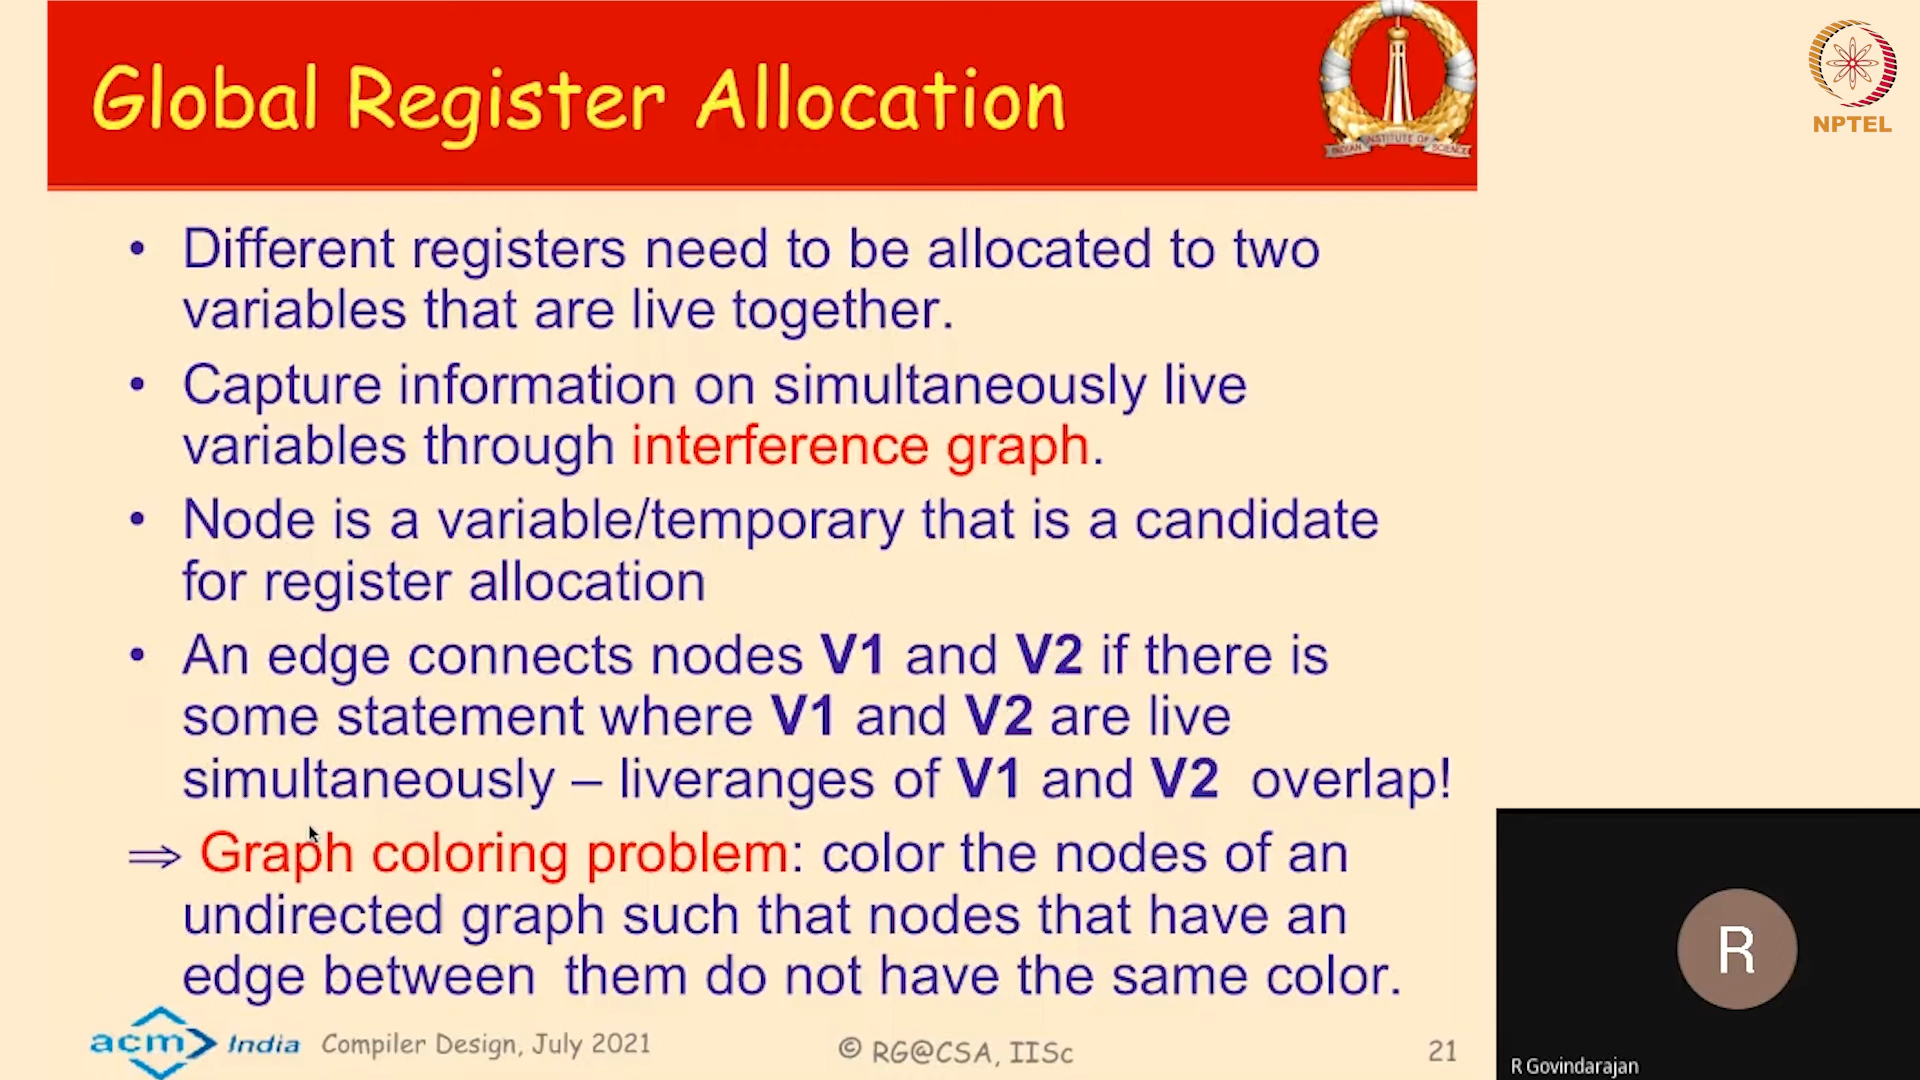 Global Register Allocation
INDIAN INSTITUTE OF SCIENCE
NPTEL
• Different registers need to be allocated to two
variables that are live together.
• Capture information on simultaneously live
variables through interference graph.
• Node is a variable/temporary that is a candidate
for register allocation
• An edge connects nodes V1 and V2 if there is
some statement where V1 and V2 are live
simultaneously – liveranges of V1 and V2 overlap!
⇒ Graph coloring problem: color the nodes of an
undirected graph such that nodes that have an
edge between them do not have the same color.
acm India Compiler Design, July 2021 © RG@CSA, IISc 21
R
R Govindarajan